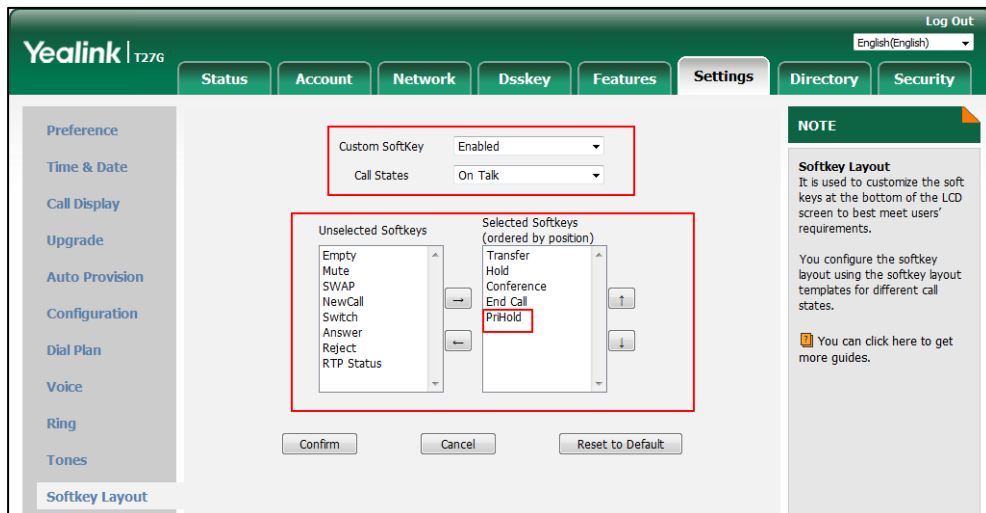 Log Out
Yealink | T27G
English(English)
Status
Account
Network
Dsskey
Features
Settings
Directory
Security
Preference
Time & Date
Call Display
Upgrade
Auto Provision
Configuration
Dial Plan
Voice
Ring
Tones
Softkey Layout
Custom SoftKey
Enabled
Call States
On Talk
Unselected Softkeys
Empty
Mute
SWAP
NewCall
Switch
Answer
Reject
RTP Status
→
←
Selected Softkeys
(ordered by position)
Transfer
Hold
Conference
End Call
PriHold
↑
↓
Confirm
Cancel
Reset to Default
NOTE
Softkey Layout
It is used to customize the soft
keys at the bottom of the LCD
screen to best meet users'
requirements.
You configure the softkey
layout using the softkey layout
templates for different call
states.
? You can click here to get
more guides.